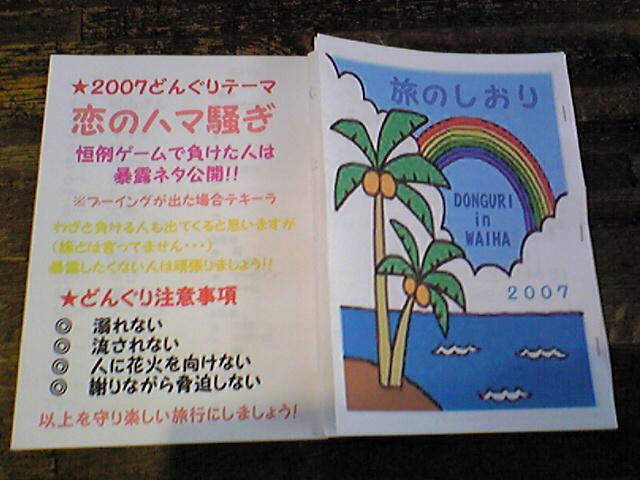 ★2007どんぐりテーマ
恋のハマ騒ぎ
恒例ゲームで負けた人は
暴露ネタ公開!!
※ブーイングが出た場合テキーラ
わざと負ける人も出てくると思いますが
(誰とは言ってません・・・)
暴露したくない人は頑張りましょう!!
★どんぐり注意事項
◎ 溺れない
◎ 流されない
◎ 人に花火を向けない
◎ 謝りながら脅迫しない
以上を守り楽しい旅行にしましょう!
旅のしおり
DONGURI
in
WAIHA
2007